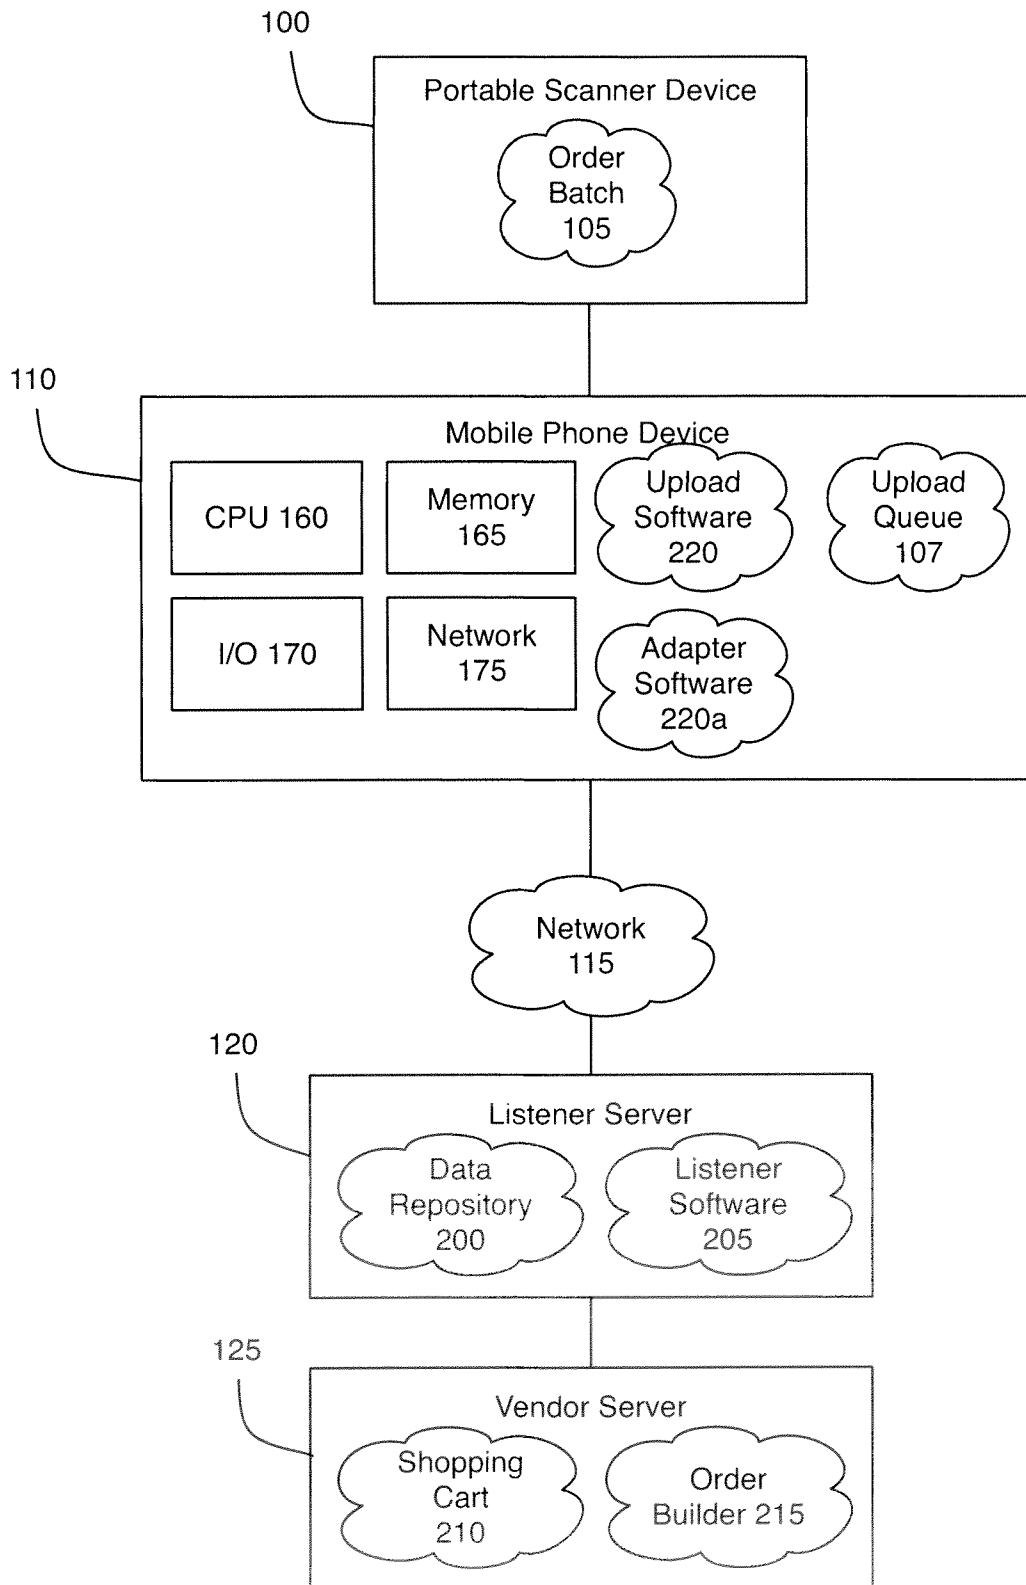 100
Portable Scanner Device
Order
Batch
105
110
Mobile Phone Device
CPU 160
Memory
165
Upload
Software
220
Upload
Queue
107
I/O 170
Network
175
Adapter
Software
220a
Network
115
120
Listener Server
Data
Repository
200
Listener
Software
205
125
Vendor Server
Shopping
Cart
210
Order
Builder 215